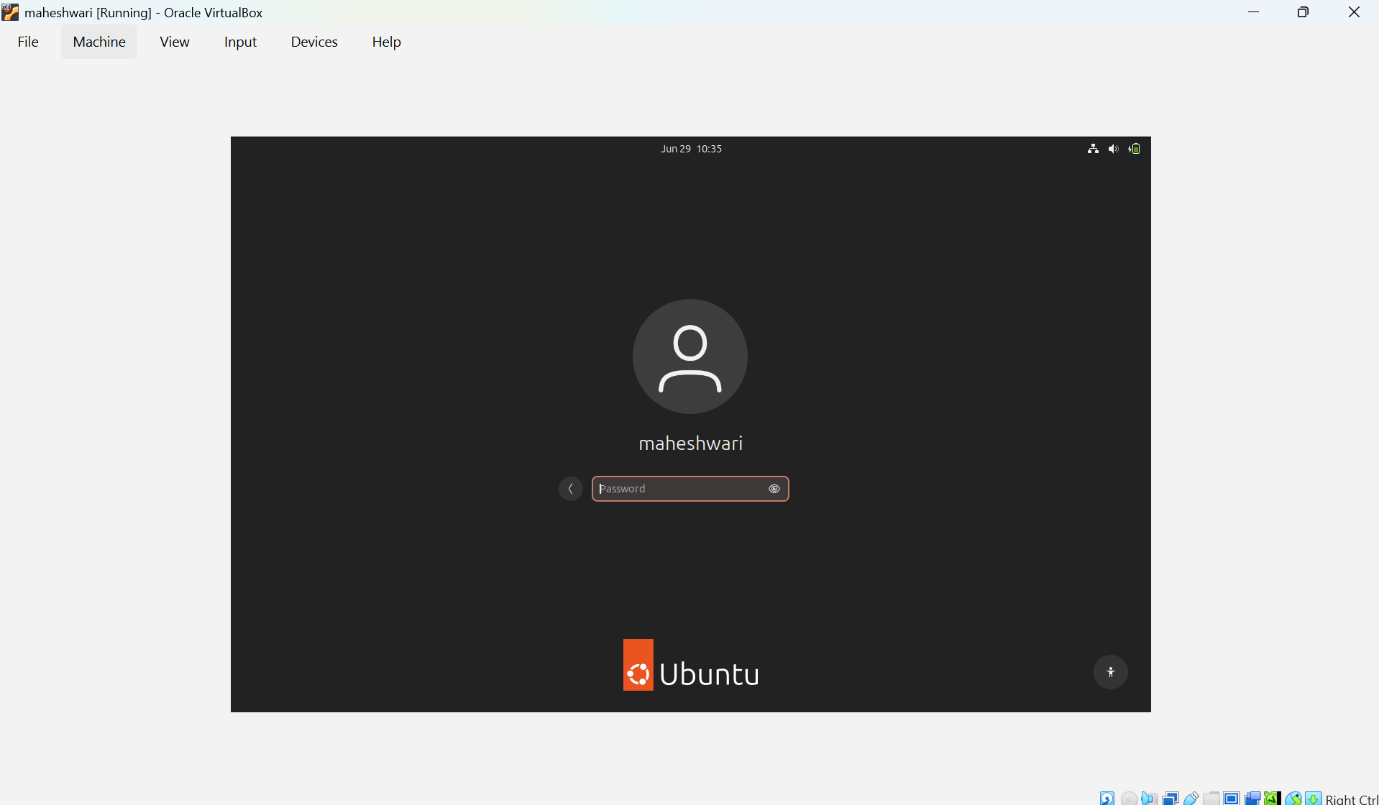 maheshwari [Running] - Oracle VirtualBox
File Machine View Input Devices Help
Jun 29 10:35
maheshwari
Password
Ubuntu
Right Ctrl